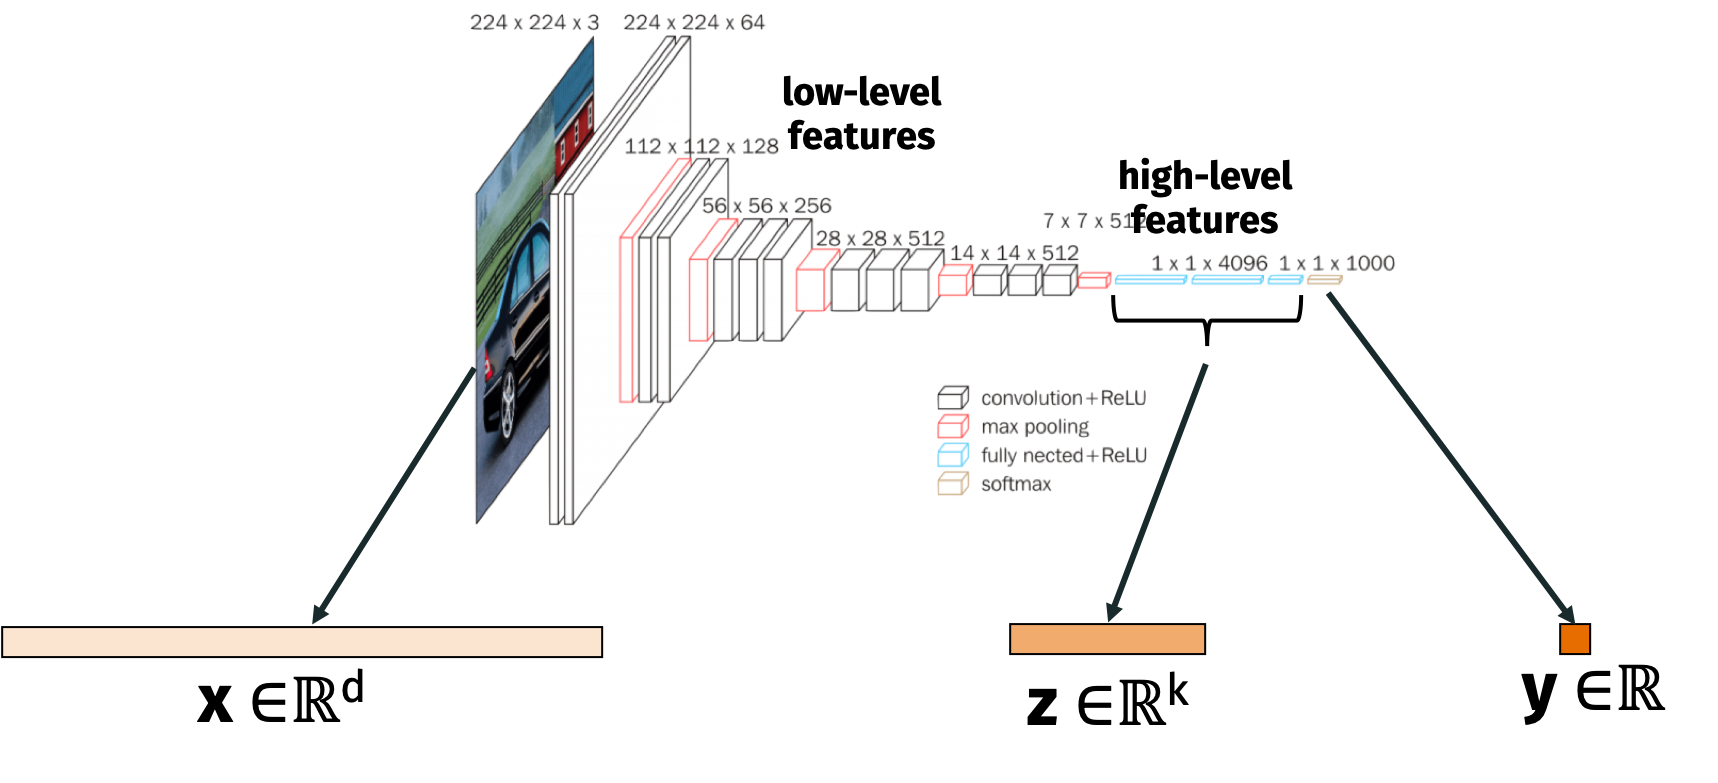 224 x 224 x 3
224 x 224 x 64
low-level
features
112 x 112 x 128
high-level
features
56 x 56 x 256
7 x 7 x 512
28 x 28 x 512
14 x 14 x 512
1 x 1 x 4096
1 x 1 x 1000
convolution+ReLU
max pooling
fully nected+ReLU
softmax
x ∈ℝᵈ
z ∈ℝᵏ
y ∈ℝ